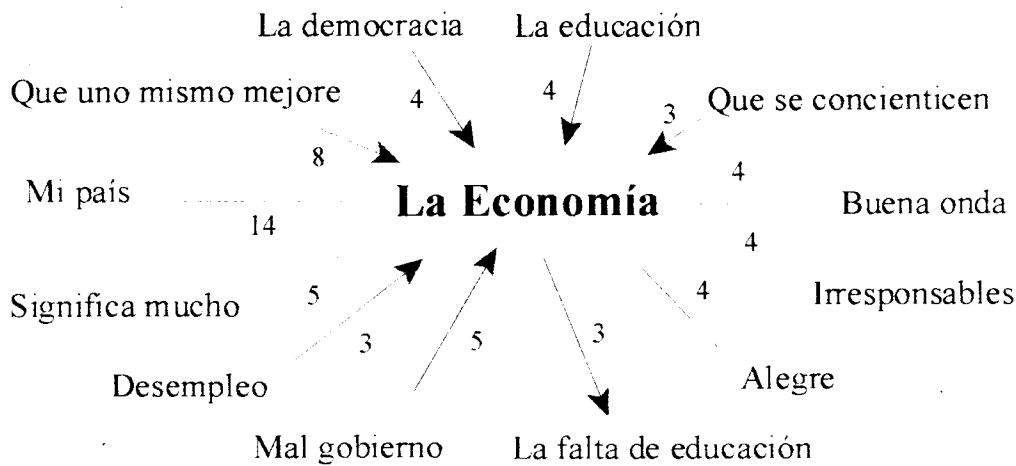 La democracia La educación
Que uno mismo mejore 4 4 3 Que se concienticen
8 4
Mi país La Economía Buena onda
14 4
Significa mucho 5 4 Irresponsables
3 5 3
Desempleo Alegre
Mal gobierno La falta de educación